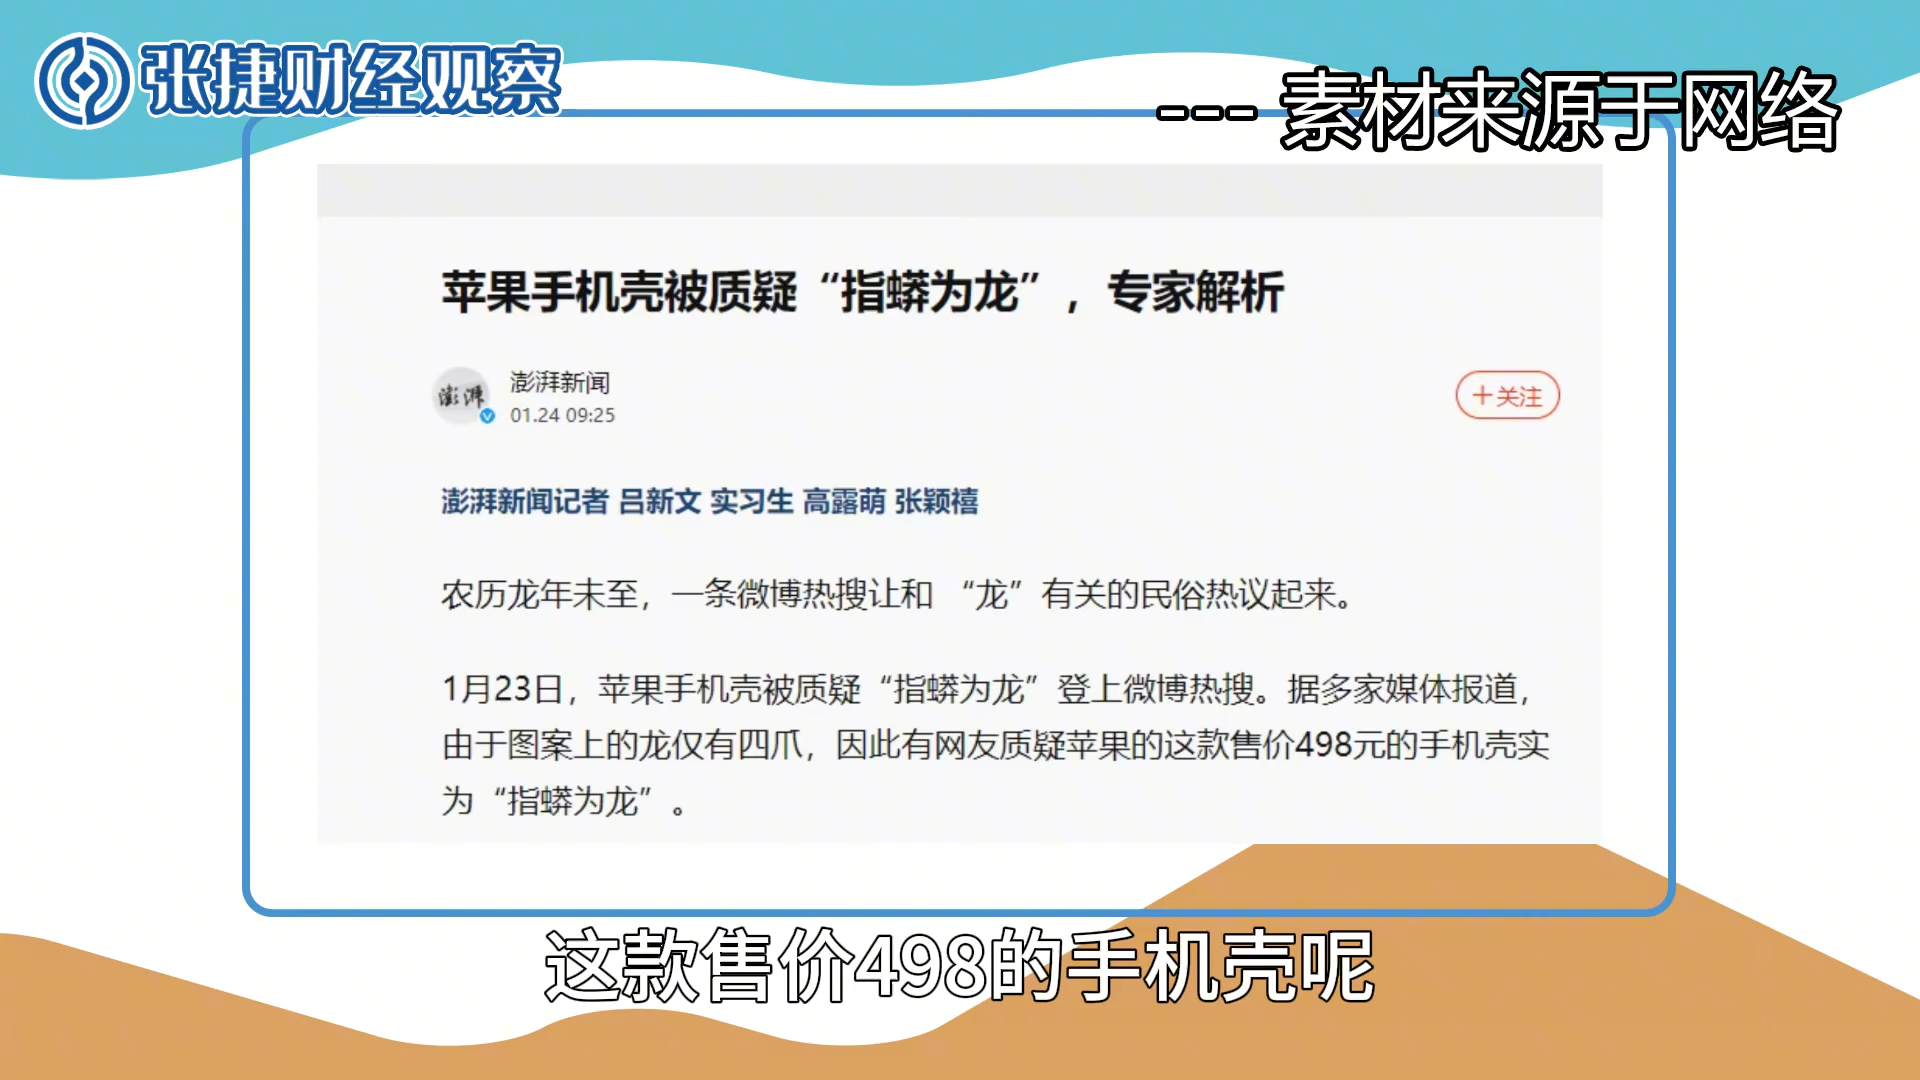 张捷财经观察
--- 素材来源于网络
苹果手机壳被质疑“指蟒为龙”，专家解析
澎湃
澎湃新闻
01.24 09:25
+关注
澎湃新闻记者 吕新文 实习生 高露萌 张颖禧
农历龙年未至，一条微博热搜让和 “龙”有关的民俗热议起来。
1月23日，苹果手机壳被质疑“指蟒为龙”登上微博热搜。据多家媒体报道，
由于图案上的龙仅有四爪，因此有网友质疑苹果的这款售价498元的手机壳实
为“指蟒为龙”。
这款售价498的手机壳呢